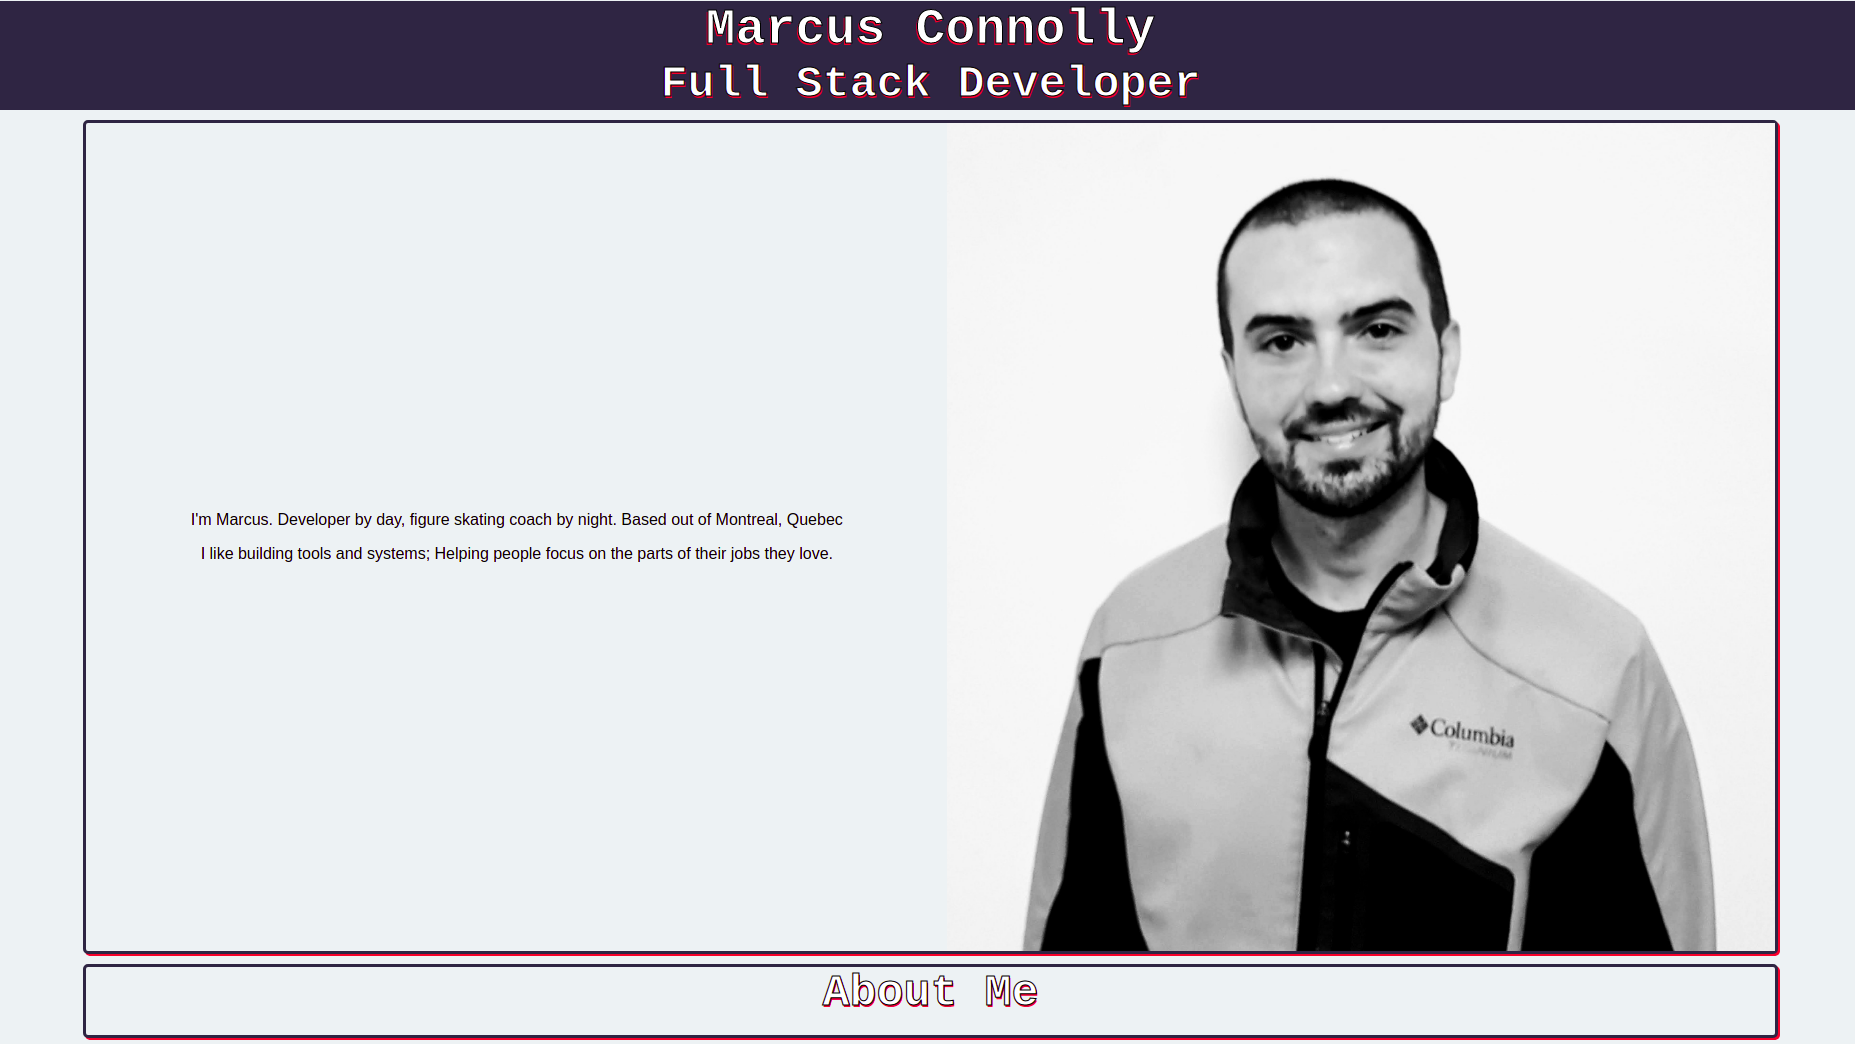 Marcus Connolly
Full Stack Developer
I'm Marcus. Developer by day, figure skating coach by night. Based out of Montreal, Quebec
I like building tools and systems; Helping people focus on the parts of their jobs they love.
Columbia
TITANIUM
About Me